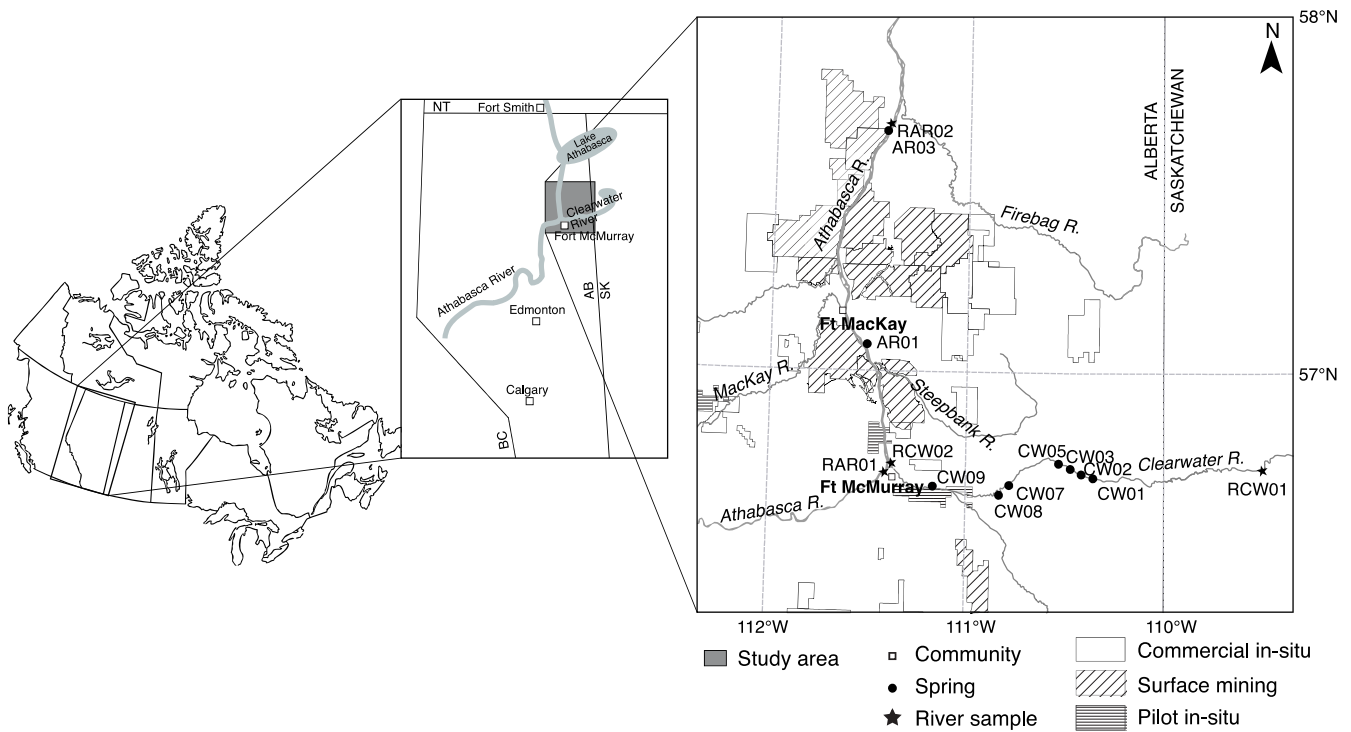 NT
Fort Smith
Lake
Athabasca
Clearwater
River
Fort McMurray
Athabasca River
AB
SK
Edmonton
Calgary
BC
58°N
N
ALBERTA
SASKATCHEWAN
RAR02
AR03
Athabasca R.
Firebag R.
Ft MacKay
AR01
57°N
MacKay R.
Steepbank R.
RCW02
RAR01
Ft McMurray
CW09
CW05
CW03
CW02
Clearwater R.
CW01
CW07
CW08
RCW01
Athabasca R.
112°W
111°W
110°W
Study area
Community
Spring
River sample
Commercial in-situ
Surface mining
Pilot in-situ